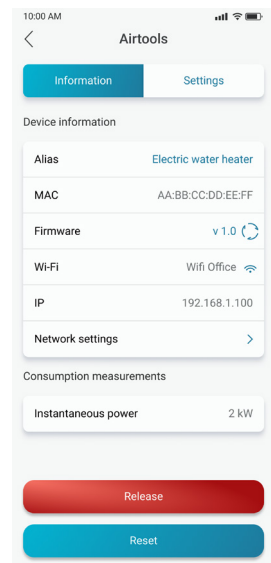 10:00 AM
Airtools
Information Settings
Device information
Alias Electric water heater
MAC AA:BB:CC:DD:EE:FF
Firmware v 1.0
Wi-Fi Wifi Office
IP 192.168.1.100
Network settings
Consumption measurements
Instantaneous power 2 kW
Release
Reset